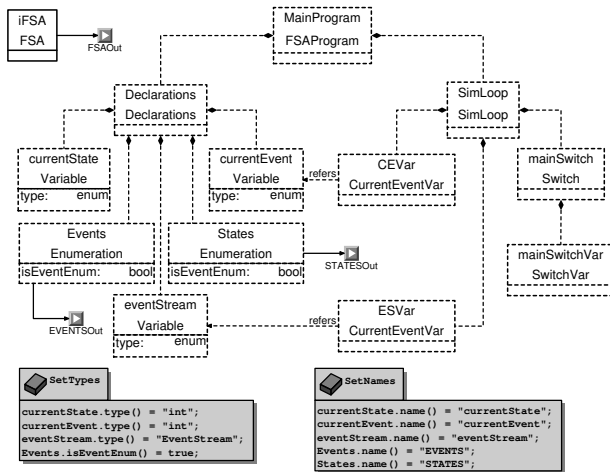 iFSA
FSA
FSAOut
MainProgram
FSAProgram
Declarations
Declarations
SimLoop
SimLoop
currentState
Variable
type: enum
currentEvent
Variable
type: enum
refers
CEVar
CurrentEventVar
mainSwitch
Switch
Events
Enumeration
isEventEnum: bool
States
Enumeration
isEventEnum: bool
STATESOut
mainSwitchVar
SwitchVar
EVENTSOut
eventStream
Variable
type: enum
refers
ESVar
CurrentEventVar
SetTypes
currentState.type() = "int";
currentEvent.type() = "int";
eventStream.type() = "EventStream";
Events.isEventEnum() = true;
SetNames
currentState.name() = "currentState";
currentEvent.name() = "currentEvent";
eventStream.name() = "eventStream";
Events.name() = "EVENTS";
States.name() = "STATES";